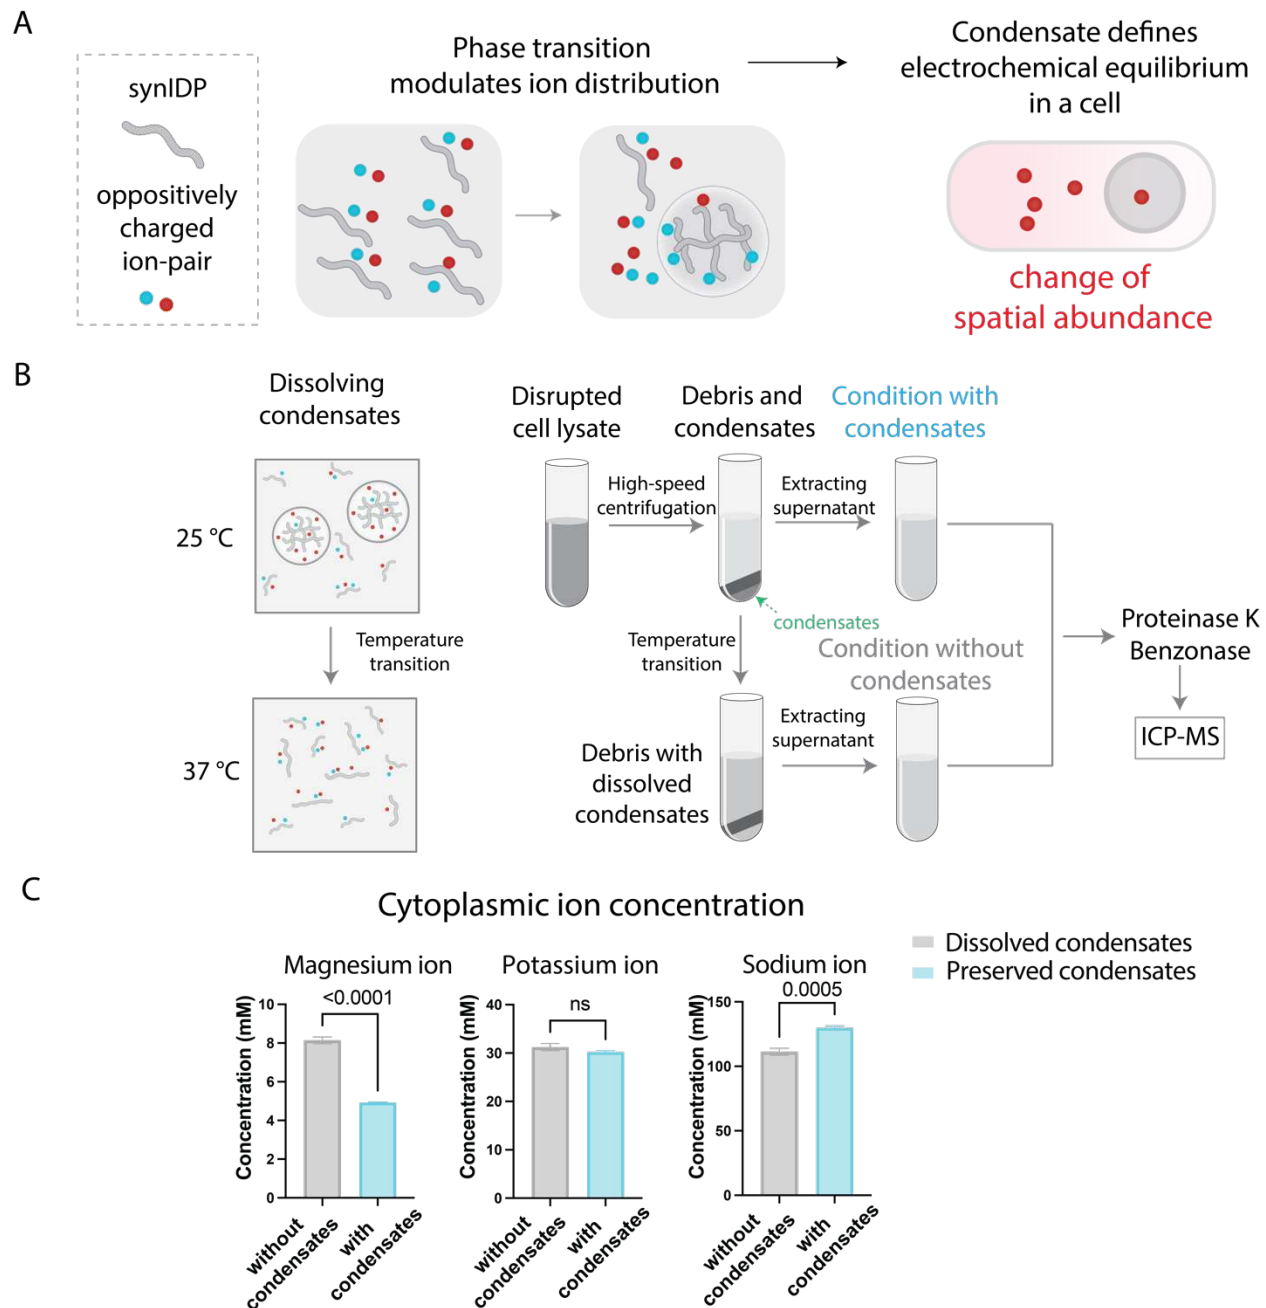 A
synIDP
oppositively
charged
ion-pair
Phase transition
modulates ion distribution
Condensate defines
electrochemical equilibrium
in a cell
change of
spatial abundance
B
Dissolving
condensates
25 °C
Temperature
transition
37 °C
Disrupted
cell lysate
High-speed
centrifugation
Debris and
condensates
Extracting
supernatant
Condition with
condensates
condensates
Temperature
transition
Condition without
condensates
Debris with
dissolved
condensates
Extracting
supernatant
Proteinase K
Benzonase
ICP-MS
C
Cytoplasmic ion concentration
Dissolved condensates
Preserved condensates
Magnesium ion
<0.0001
Concentration (mM)
10
8
6
4
2
0
without
condensates
with
condensates
Potassium ion
ns
Concentration (mM)
40
30
20
10
0
without
condensates
with
condensates
Sodium ion
0.0005
Concentration (mM)
150
100
50
0
without
condensates
with
condensates